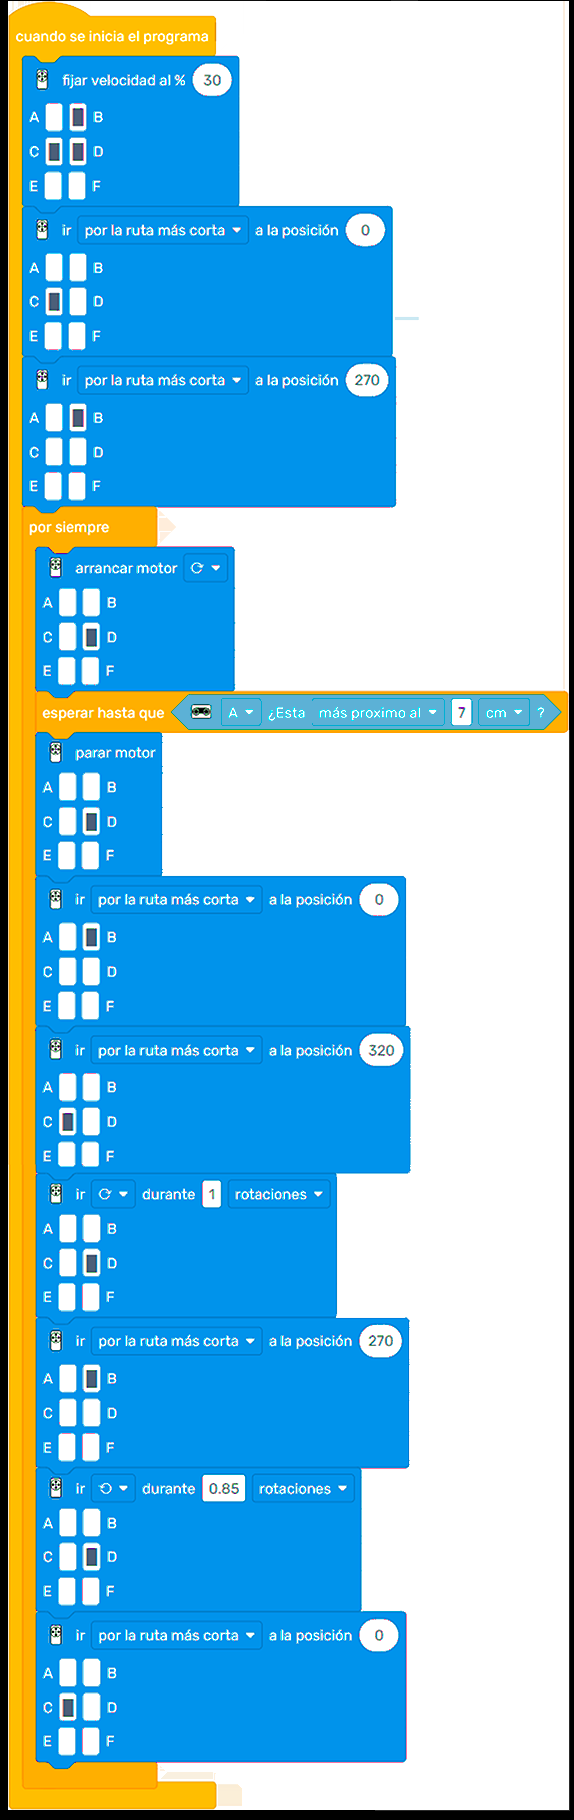 cuando se inicia el programa
fijar velocidad al % 30
A B
C D
E F
ir por la ruta más corta a la posición 0
A B
C D
E F
ir por la ruta más corta a la posición 270
A B
C D
E F
por siempre
arrancar motor
A B
C D
E F
esperar hasta que A ¿Esta más proximo al 7 cm ?
parar motor
A B
C D
E F
ir por la ruta más corta a la posición 0
A B
C D
E F
ir por la ruta más corta a la posición 320
A B
C D
E F
ir durante 1 rotaciones
A B
C D
E F
ir por la ruta más corta a la posición 270
A B
C D
E F
ir durante 0.85 rotaciones
A B
C D
E F
ir por la ruta más corta a la posición 0
A B
C D
E F